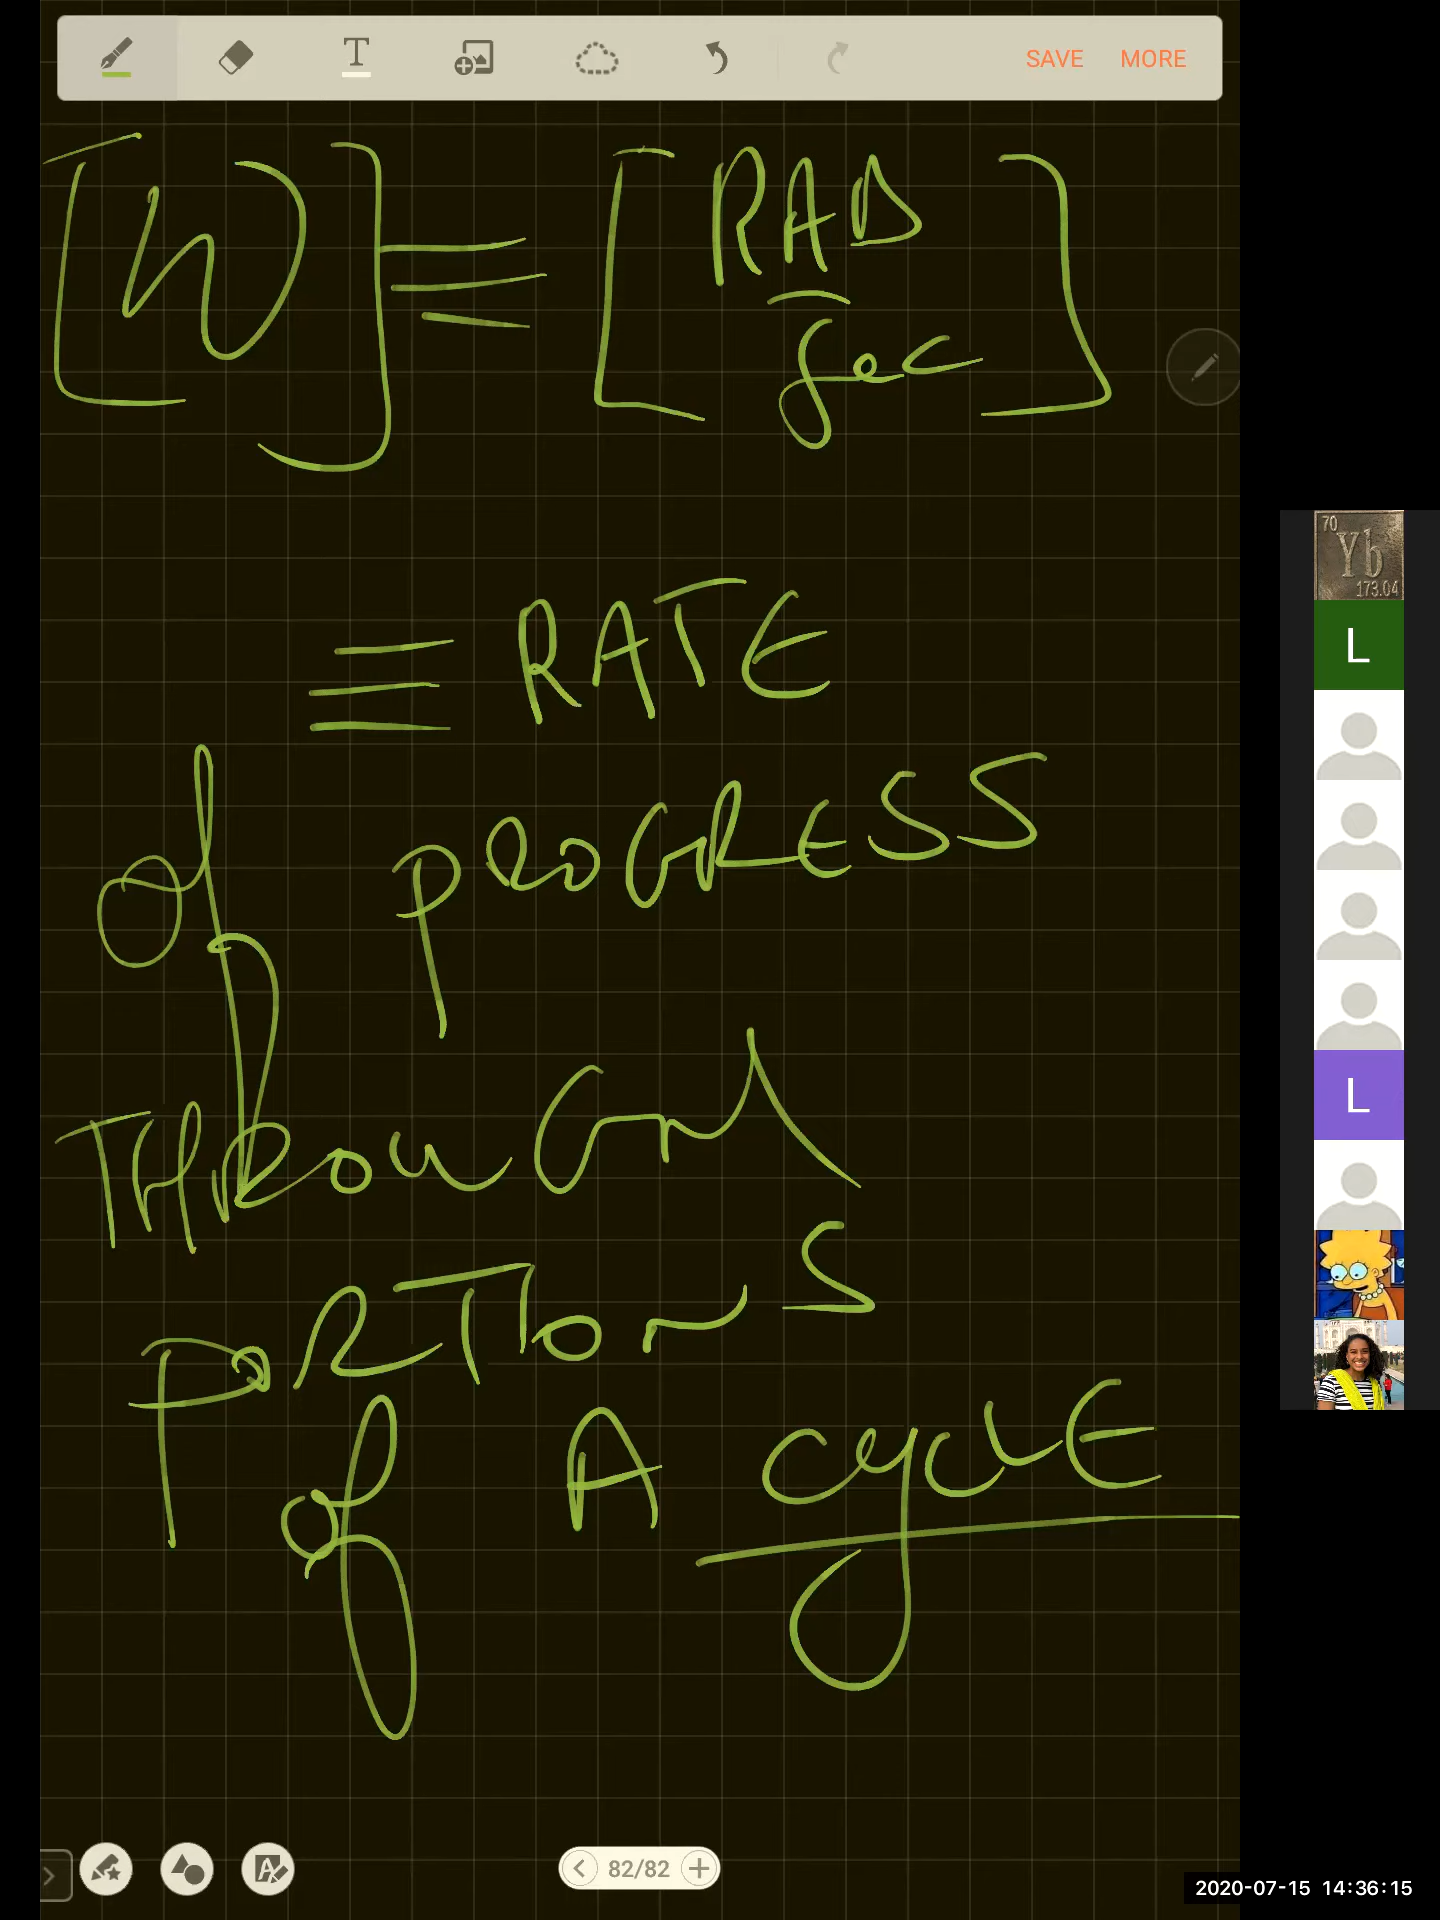 SAVE MORE
[W] ≡ [RAD
sec]
≡ RATE
of PROGRESS
THROUGH
PORTIONS
of A CYCLE
70
Yb
173.04
L
L
82/82
2020-07-15 14:36:15